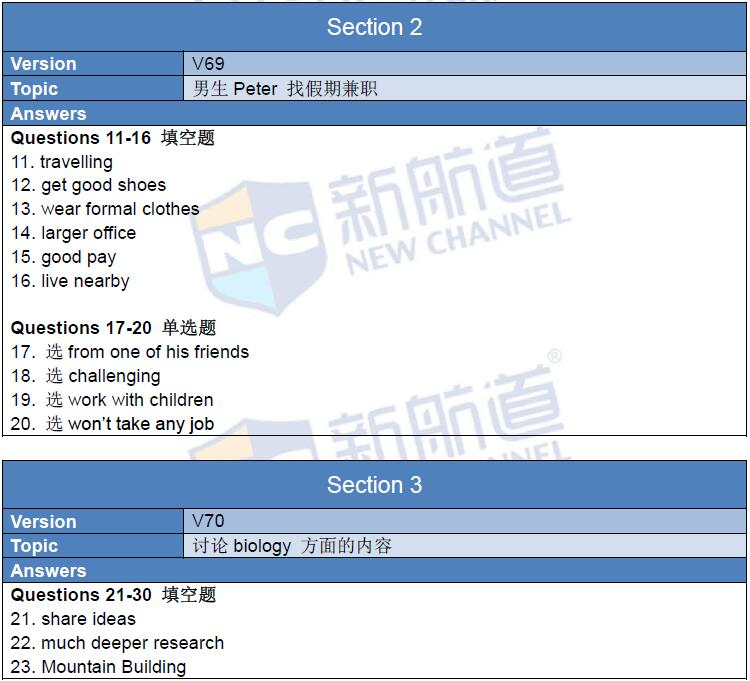 Section 2
Version V69
Topic 男生 Peter 找假期兼职
Answers
Questions 11-16 填空题
11. travelling
12. get good shoes
13. wear formal clothes
14. larger office
15. good pay
16. live nearby
Questions 17-20 单选题
17. 选 from one of his friends
18. 选 challenging
19. 选 work with children
20. 选 won't take any job
Section 3
Version V70
Topic 讨论 biology 方面的内容
Answers
Questions 21-30 填空题
21. share ideas
22. much deeper research
23. Mountain Building
NC 新航道
NEW CHANNEL
®
新航道
CHANNEL